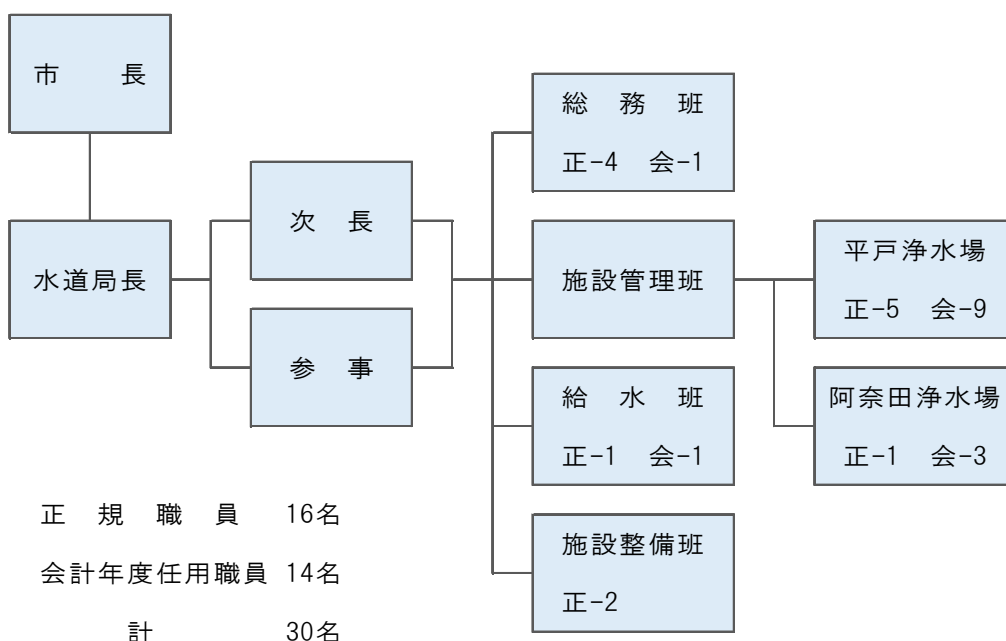 市　　長
水道局長
次　長
参　事
総　務　班
正-4　会-1
施設管理班
平戸浄水場
正-5　会-9
阿奈田浄水場
正-1　会-3
給　水　班
正-1　会-1
施設整備班
正-2
正　規　職　員　16名
会計年度任用職員 14名
計　30名